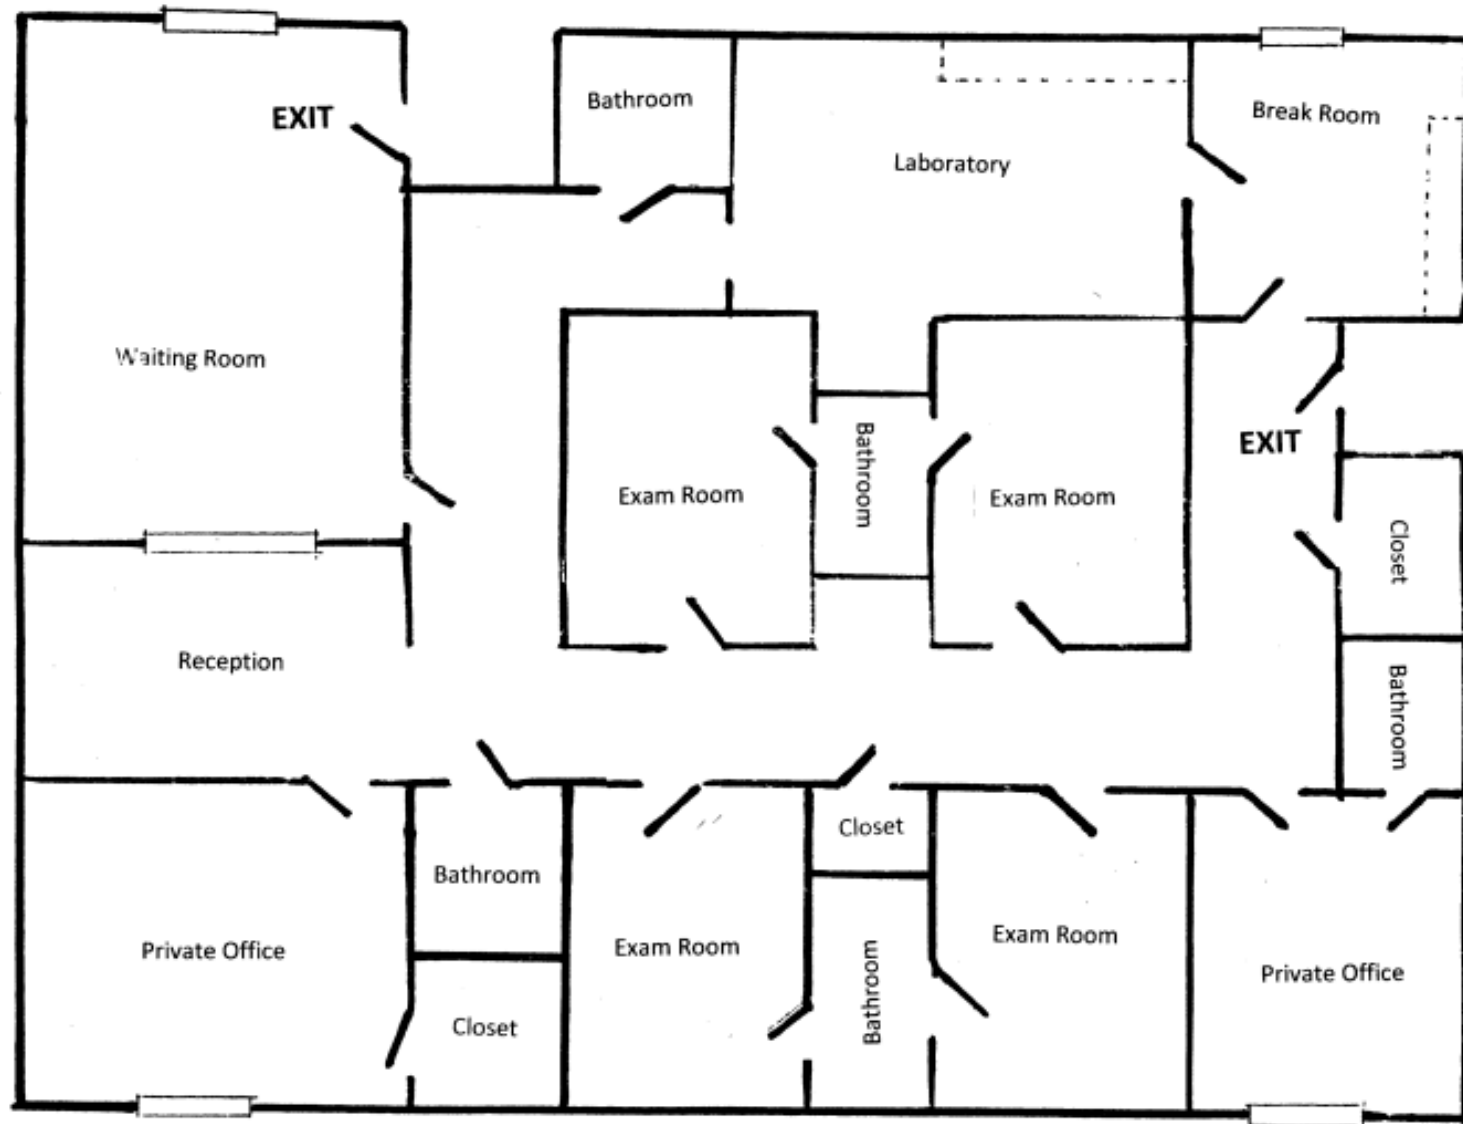 EXIT
Bathroom
Laboratory
Break Room
Waiting Room
Exam Room
Bathroom
Exam Room
EXIT
Closet
Reception
Bathroom
Private Office
Bathroom
Closet
Exam Room
Closet
Bathroom
Exam Room
Private Office